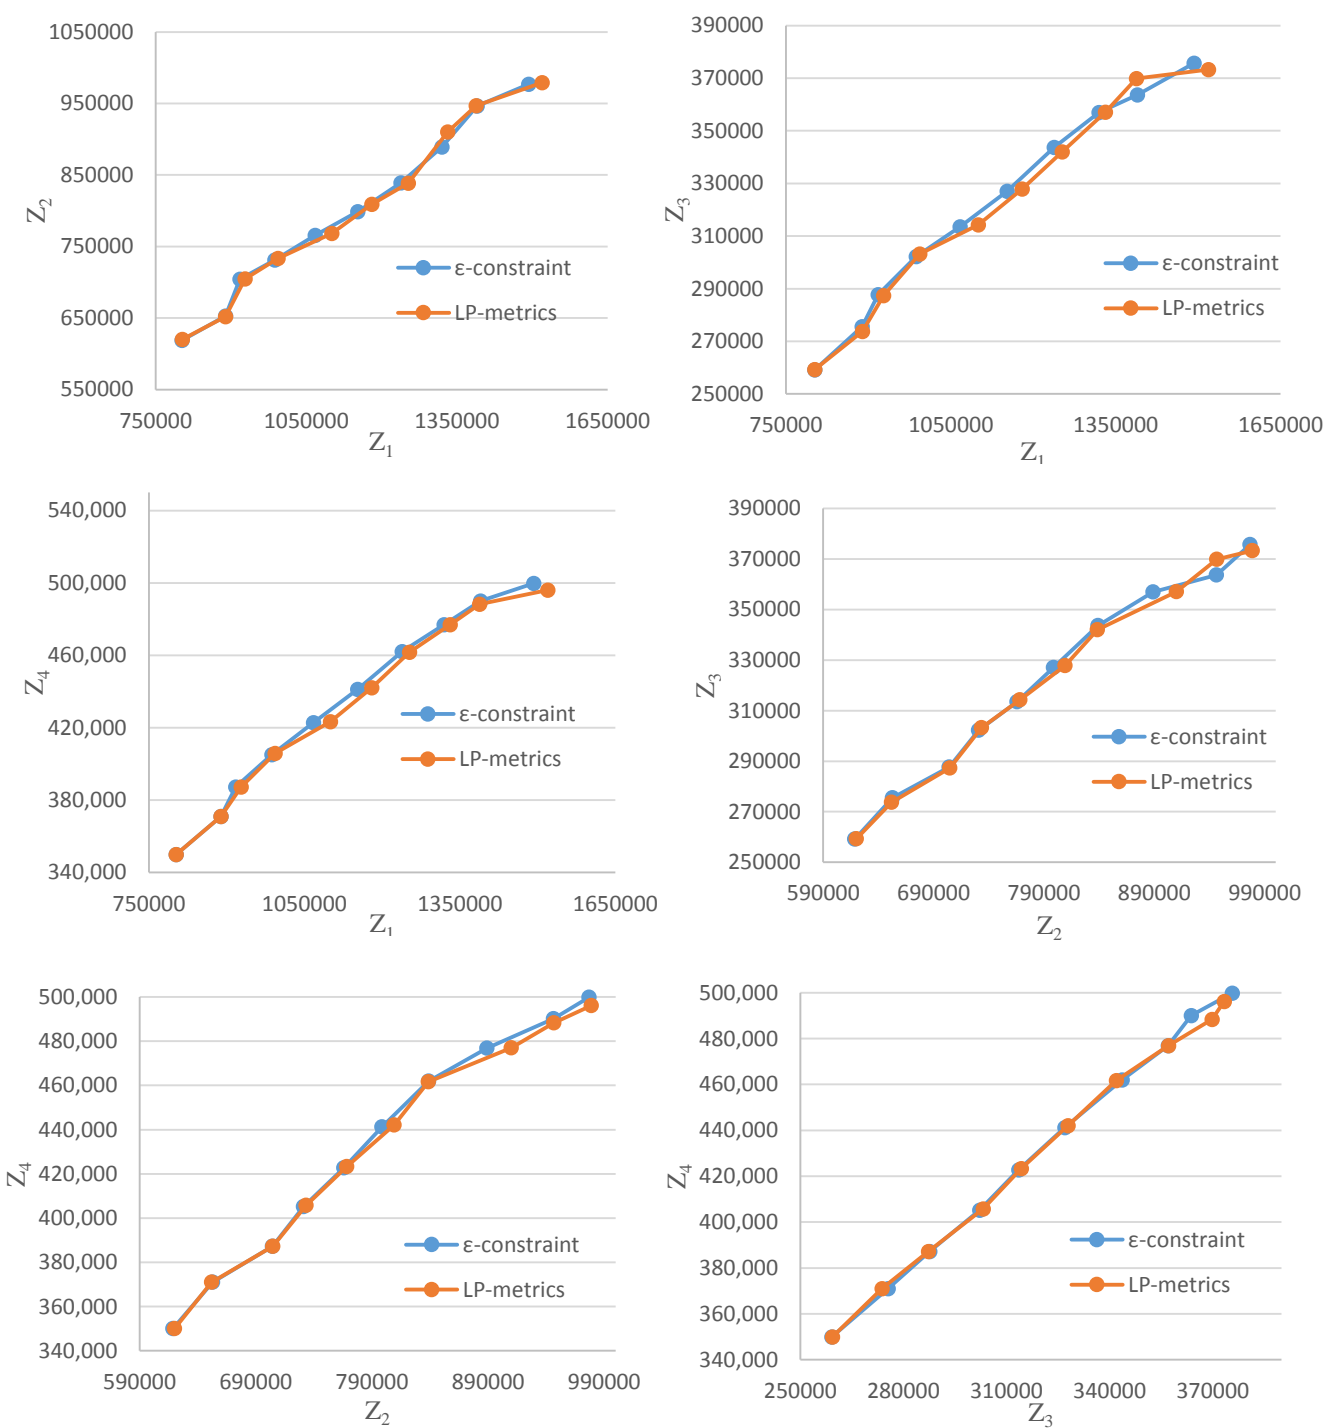 1050000
950000
850000
750000
650000
550000
Z2
ε-constraint
LP-metrics
750000 1050000 1350000 1650000
Z1
390000
370000
350000
330000
310000
290000
270000
250000
Z3
ε-constraint
LP-metrics
750000 1050000 1350000 1650000
Z1
540,000
500,000
460,000
420,000
380,000
340,000
Z4
ε-constraint
LP-metrics
750000 1050000 1350000 1650000
Z1
390000
370000
350000
330000
310000
290000
270000
250000
Z3
ε-constraint
LP-metrics
590000 690000 790000 890000 990000
Z2
500,000
480,000
460,000
440,000
420,000
400,000
380,000
360,000
340,000
Z4
ε-constraint
LP-metrics
590000 690000 790000 890000 990000
Z2
500,000
480,000
460,000
440,000
420,000
400,000
380,000
360,000
340,000
Z4
ε-constraint
LP-metrics
250000 280000 310000 340000 370000
Z3